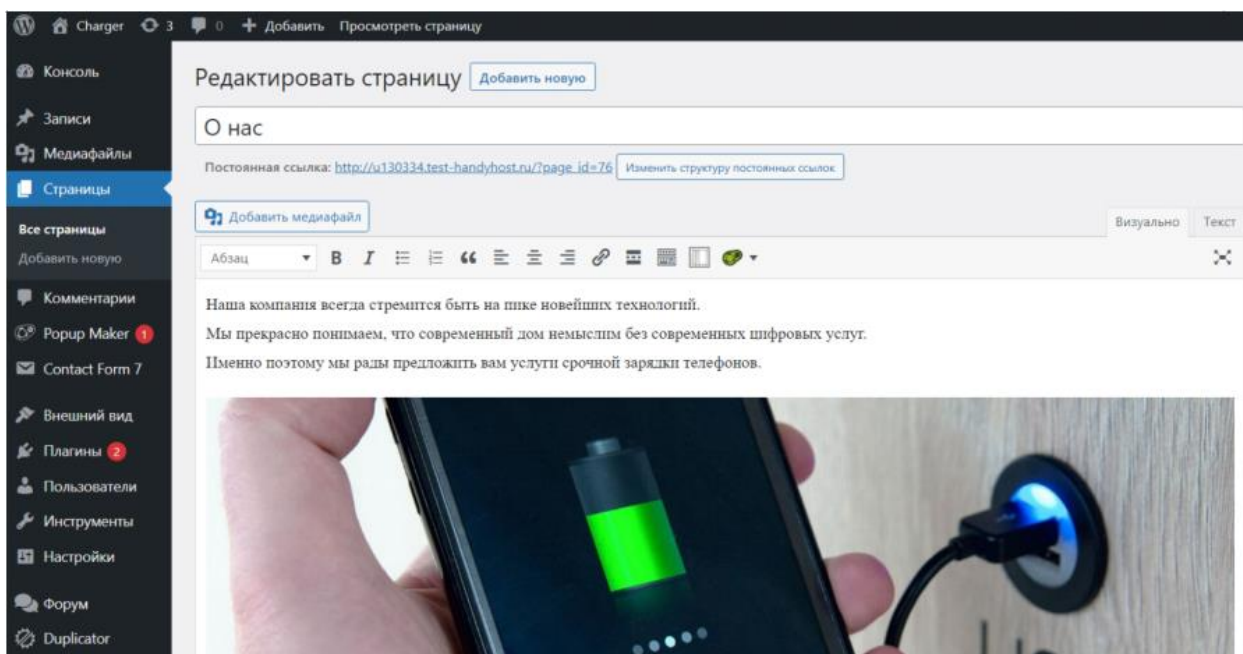 Charger 3 0 + Добавить Просмотреть страницу
Консоль
Записи
Медиафайлы
Страницы
Все страницы
Добавить новую
Комментарии
Popup Maker 1
Contact Form 7
Внешний вид
Плагины 2
Пользователи
Инструменты
Настройки
Форум
Duplicator
Редактировать страницу Добавить новую
О нас
Постоянная ссылка: http://u130334.test-handyhost.ru/?page_id=76 Изменить структуру постоянных ссылок
Добавить медиафайл
Визуально Текст
Абзац B I
Наша компания всегда стремится быть на пике новейших технологий.
Мы прекрасно понимаем, что современный дом немыслим без современных цифровых услуг.
Именно поэтому мы рады предложить вам услуги срочной зарядки телефонов.